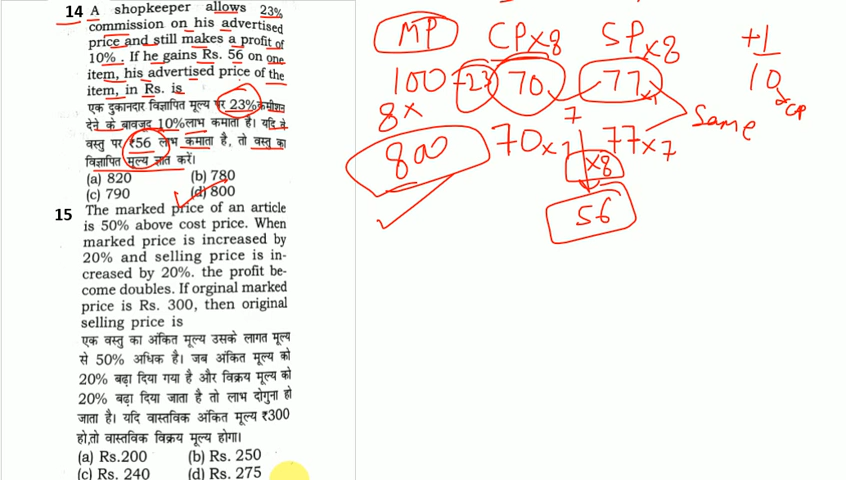 14 A shopkeeper allows 23%
commission on his advertised
price and still makes a profit of
10% . If he gains Rs. 56 on one
item, his advertised price of the
item, in Rs. is
एक दुकानदार विज्ञापित मूल्य पर 23% कमीशन
देने के बावजूद 10% लाभ कमाता है। यदि वे
वस्तु पर ₹56 लाभ कमाता है, तो वस्तु का
विज्ञापित मूल्य ज्ञात करें।
(a) 820 (b) 780
(c) 790 (d) 800
15 The marked price of an article
is 50% above cost price. When
marked price is increased by
20% and selling price is in-
creased by 20%. the profit be-
come doubles. If orginal marked
price is Rs. 300, then original
selling price is
एक वस्तु का अंकित मूल्य उसके लागत मूल्य
से 50% अधिक है। जब अंकित मूल्य को
20% बढ़ा दिया गया है और विक्रय मूल्य को
20% बढ़ा दिया जाता है तो लाभ दोगुना हो
जाता है। यदि वास्तविक अंकित मूल्य ₹300
हो,तो वास्तविक विक्रय मूल्य होगा।
(a) Rs.200 (b) Rs. 250
(c) Rs. 240 (d) Rs. 275
MP CP×8 SP×8 +1
100 -23 70 77×7 10→CP
8× 7 Same
800 70×7 77×7
×8
56